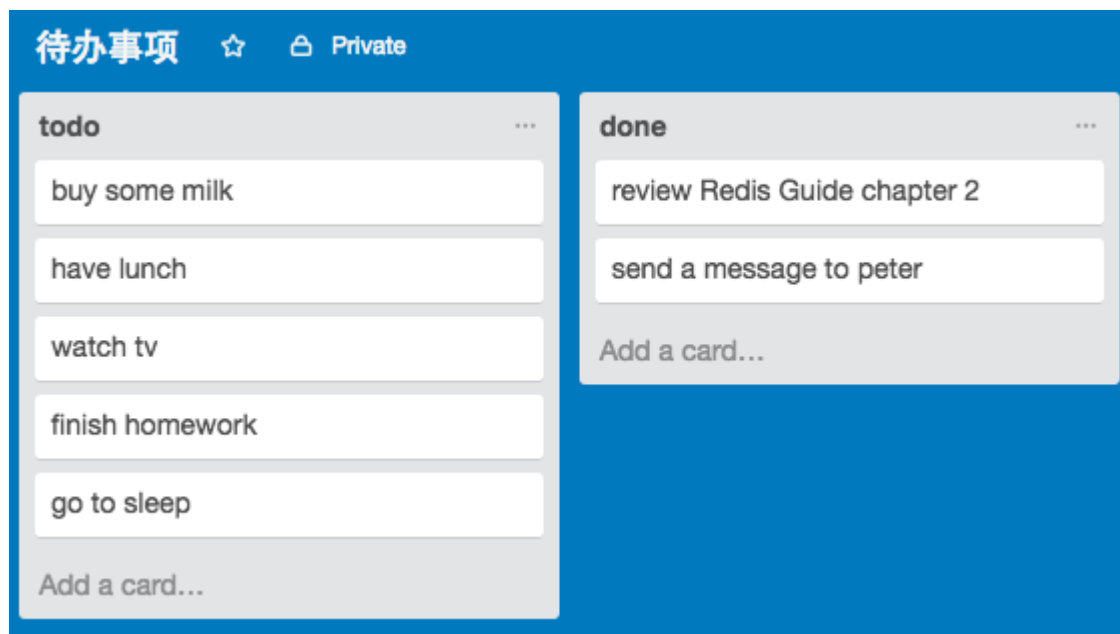 待办事项 Private
todo ...
buy some milk
have lunch
watch tv
finish homework
go to sleep
Add a card...
done ...
review Redis Guide chapter 2
send a message to peter
Add a card...